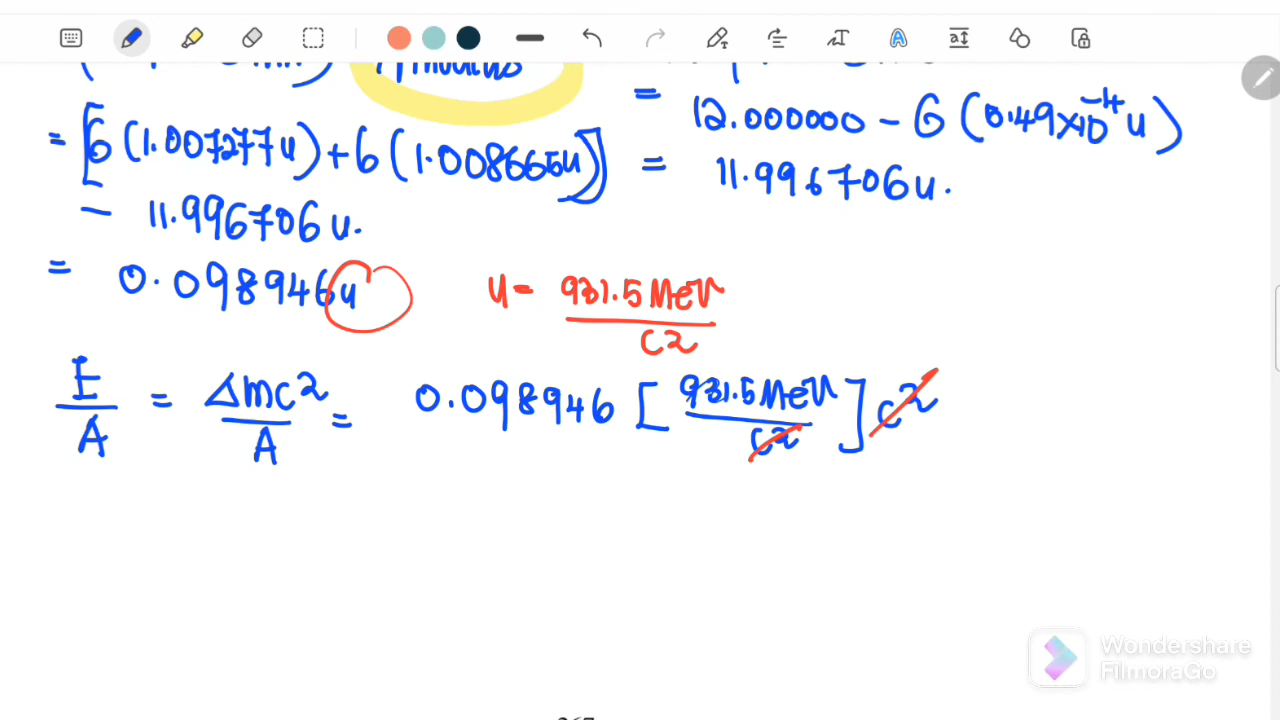 =
12.000000 - 6 (0.49×10⁻⁴ u)
= [6 (1.007277u) + 6 (1.008665u)]
- 11.996706u.
= 11.996706u.
= 0.098946u
u = 931.5 MeV
c2
E/A = Δmc2/A = 0.098946 [931.5 MeV/c2] c2
Wondershare
FilmoraGo